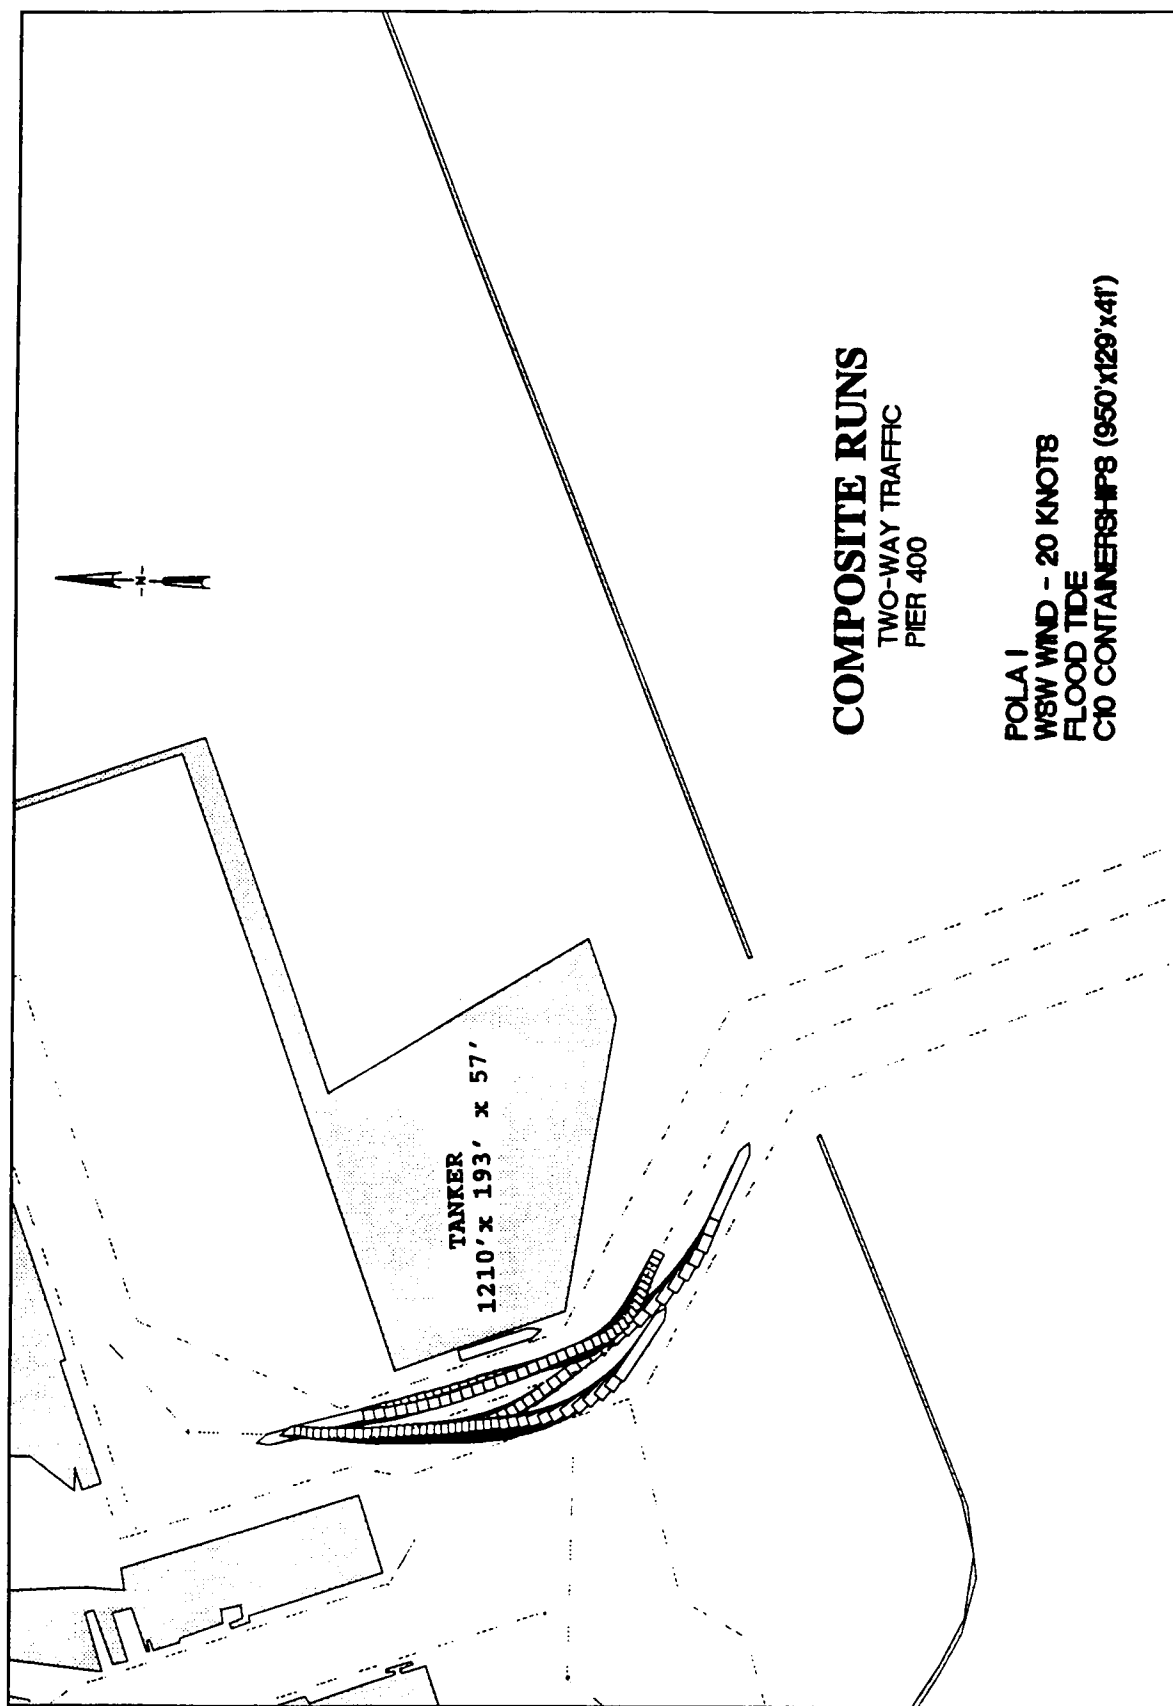 -N-
TANKER
1210'x 193' x 57'
COMPOSITE RUNS
TWO-WAY TRAFFIC
PIER 400
POLA I
WSW WIND - 20 KNOTS
FLOOD TIDE
C10 CONTAINERSHIPS (950'x129'x41')